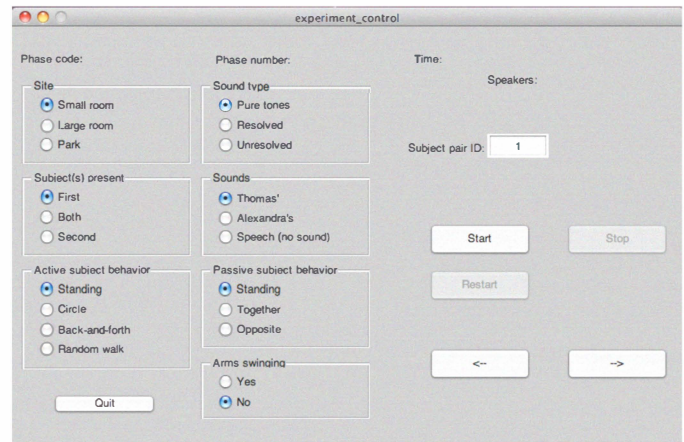 experiment_control
Phase code:
Site
Small room
Large room
Park
Subject(s) present
First
Both
Second
Active subject behavior
Standing
Circle
Back-and-forth
Random walk
Quit
Phase number:
Sound type
Pure tones
Resolved
Unresolved
Sounds
Thomas'
Alexandra's
Speech (no sound)
Passive subject behavior
Standing
Together
Opposite
Arms swinging
Yes
No
Time:
Speakers:
Subject pair ID: 1
Start Stop
Restart
<-- -->